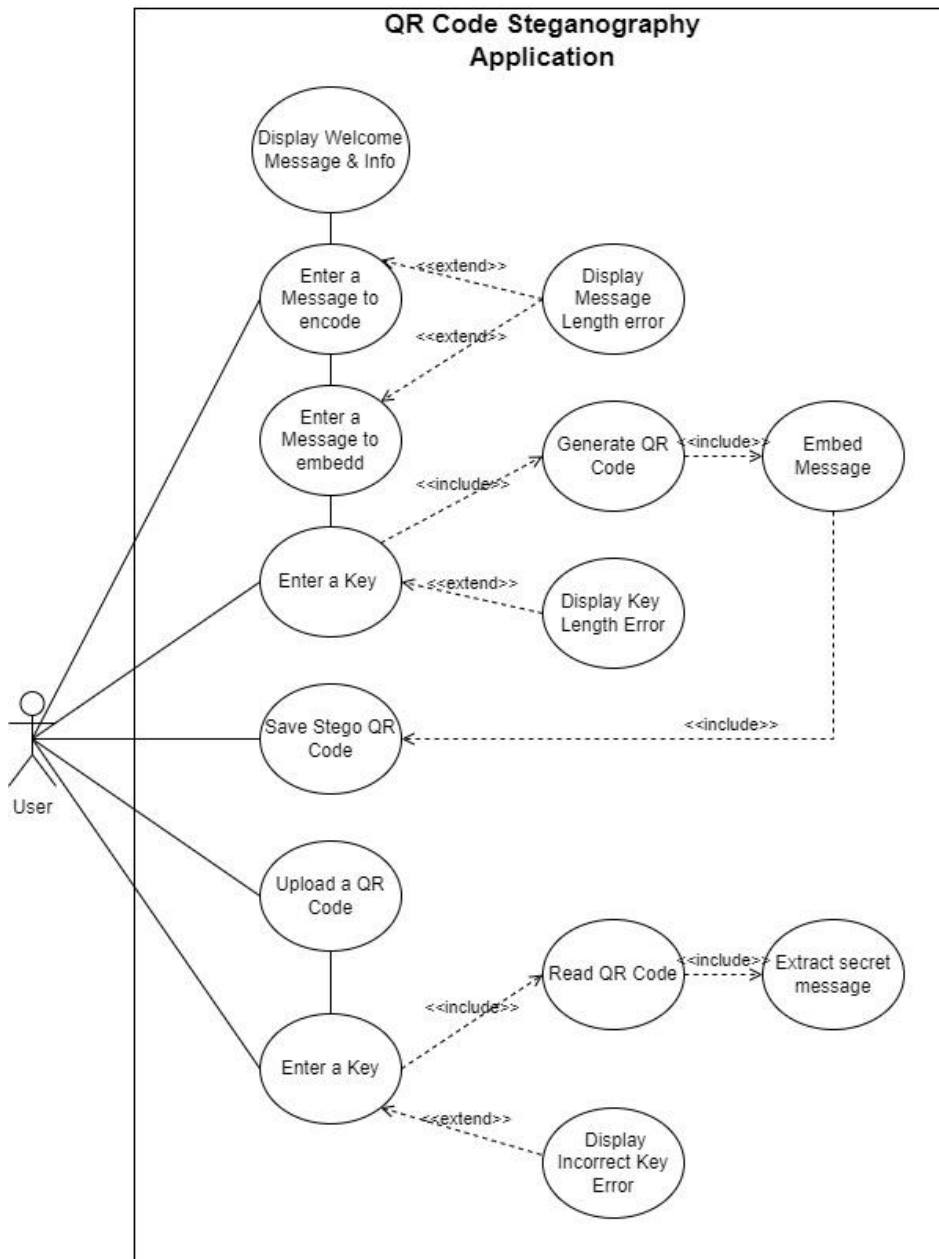 QR Code Steganography
Application
Display Welcome
Message & Info
Enter a
Message to
encode
<<extend>>
Display
Message
Length error
<<extend>>
Enter a
Message to
embedd
Generate QR
Code
<<include>>
Embed
Message
<<include>>
Enter a Key
<<extend>>
Display Key
Length Error
Save Stego QR
Code
<<include>>
User
Upload a QR
Code
Read QR Code
<<include>>
Extract secret
message
<<include>>
Enter a Key
<<extend>>
Display
Incorrect Key
Error